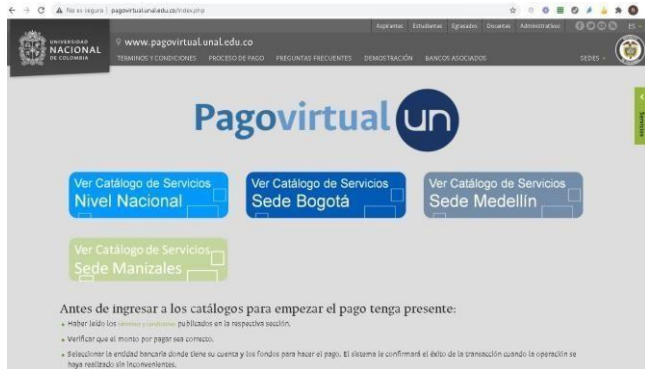 No es seguro | pagovirtual.unal.edu.co/index.php
Aspirantes Estudiantes Egresados Docentes Administrativos ES
UNIVERSIDAD
NACIONAL
DE COLOMBIA
www.pagovirtual.unal.edu.co
TERMINOS Y CONDICIONES PROCESO DE PAGO PREGUNTAS FRECUENTES DEMOSTRACIÓN BANCOS ASOCIADOS SEDES
Servicios
Pagovirtual un
Ver Catálogo de Servicios
Nivel Nacional
Ver Catálogo de Servicios
Sede Bogotá
Ver Catálogo de Servicios
Sede Medellín
Ver Catálogo de Servicios
Sede Manizales
Antes de ingresar a los catálogos para empezar el pago tenga presente:
Haber leído los términos y condiciones publicados en la respectiva sección.
Verificar que el monto por pagar sea correcto.
Seleccionar la entidad bancaria donde tiene su cuenta y los fondos para hacer el pago. El sistema le confirmará el éxito de la transacción cuando la operación se
haya realizado sin inconvenientes.